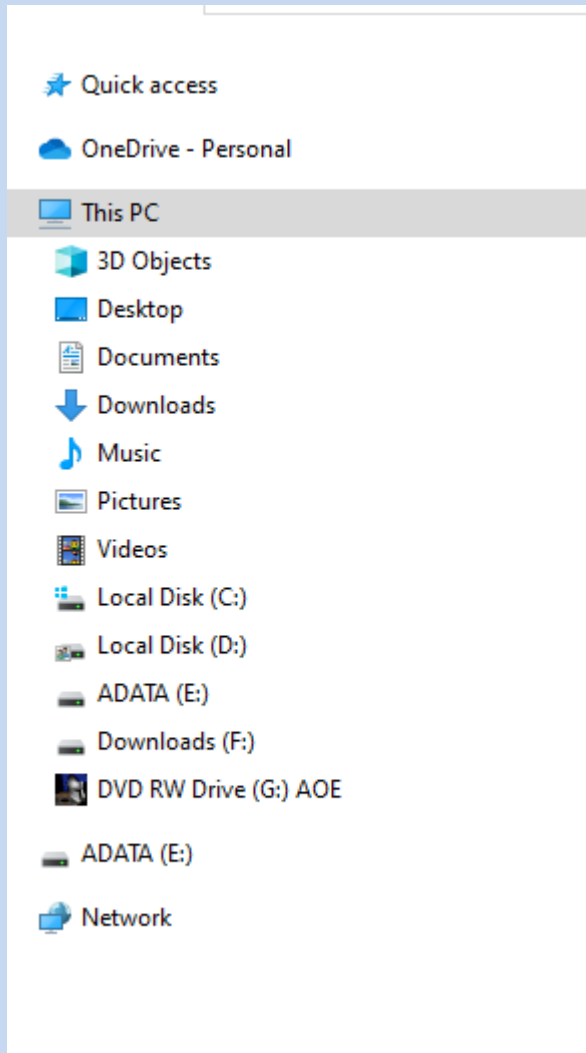 Quick access
OneDrive - Personal
This PC
3D Objects
Desktop
Documents
Downloads
Music
Pictures
Videos
Local Disk (C:)
Local Disk (D:)
ADATA (E:)
Downloads (F:)
DVD RW Drive (G:) AOE
ADATA (E:)
Network